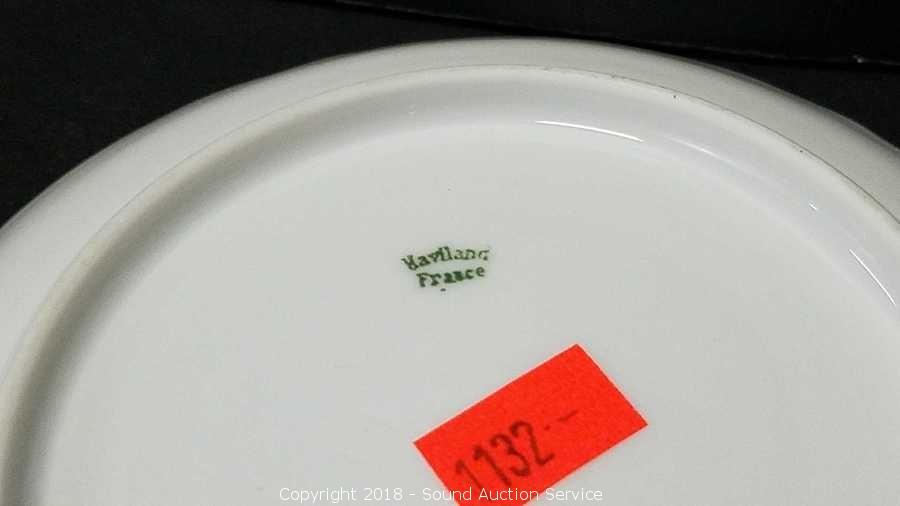 Haviland
France
1132.-
Copyright 2018 - Sound Auction Service